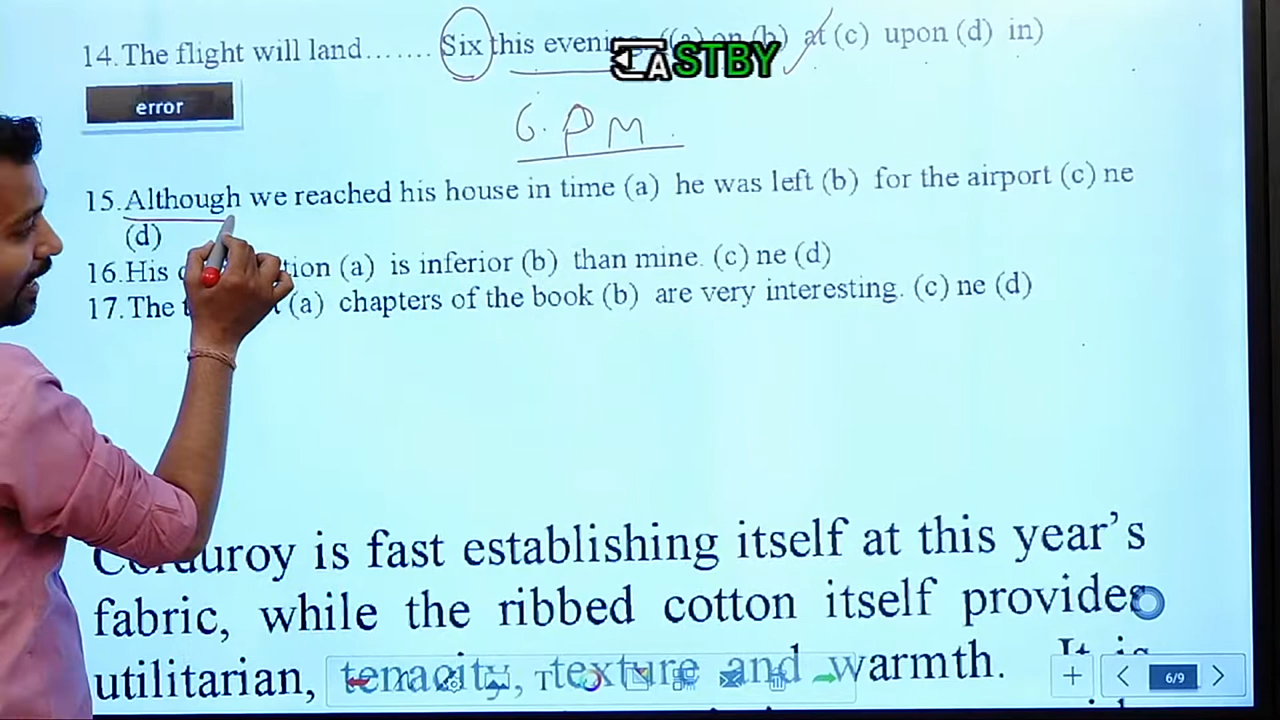 14.The flight will land....... Six this evening ((a) on (b) at (c) upon (d) in)
ASTBY
error
6. PM.
15.Although we reached his house in time (a) he was left (b) for the airport (c) ne
(d)
16.His (a) is inferior (b) than mine. (c) ne (d)
17.The (a) chapters of the book (b) are very interesting. (c) ne (d)
Corduroy is fast establishing itself at this year's
fabric, while the ribbed cotton itself provides
utilitarian, tenacity, texture and warmth. It is
6/9